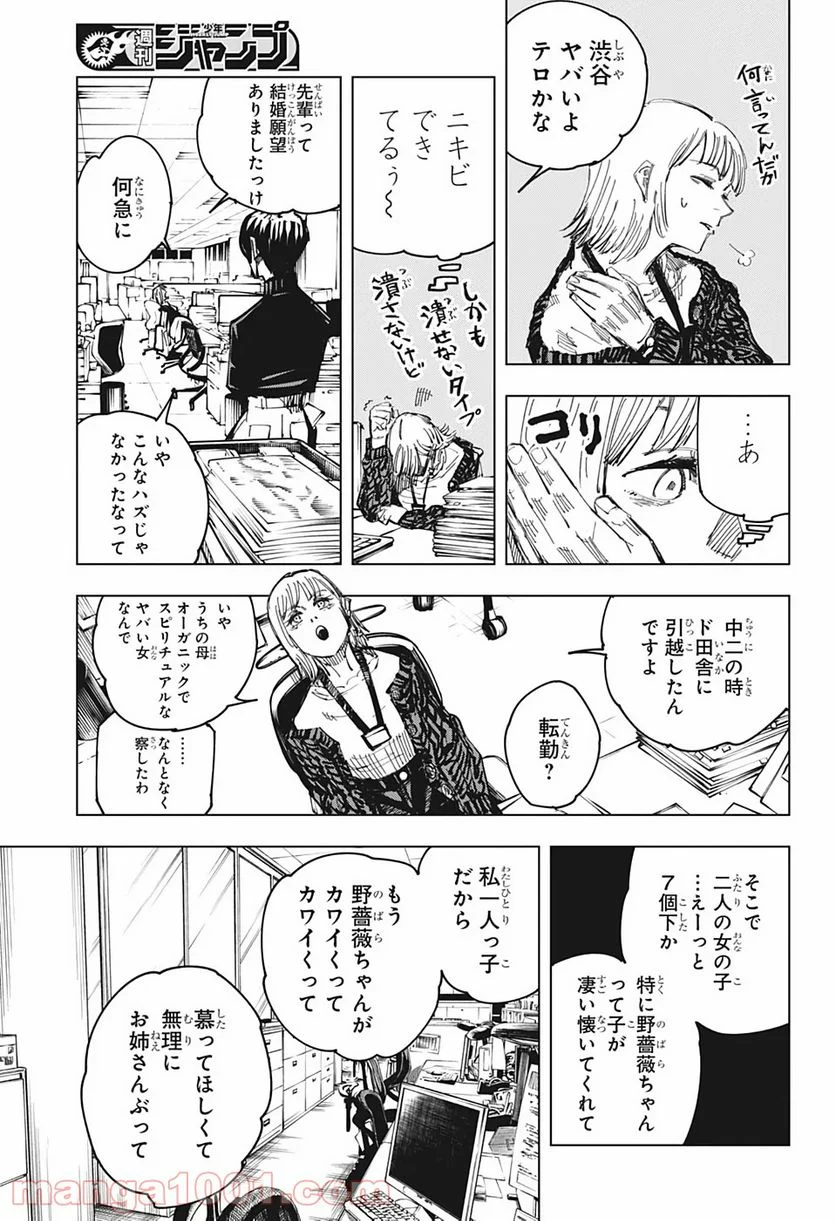 週刊少年ジャンプ
渋谷
ヤバいよ
テロかな
何言ってんだか
ニキビ
でき
てるぅ〜
しかも
潰せないタイプ
潰さないけど
先輩って
結婚願望
ありましたっけ
何急に
…あ
コリ
いや
こんなハズじゃ
なかったなって
中二の時
ド田舎に
引越したん
ですよ
転勤?
いや
うちの母
オーガニックで
スピリチュアルな
ヤバい女
なんで
……
なんとなく
察したわ
そこで
二人の女の子
…えーっと
7個下か
特に野薔薇ちゃん
って子が
凄い懐いてくれて
私一人っ子
だから
もう
野薔薇ちゃんが
カワイくって
カワイくって
慕ってほしくて
無理に
お姉さんぶって
manga1001.com